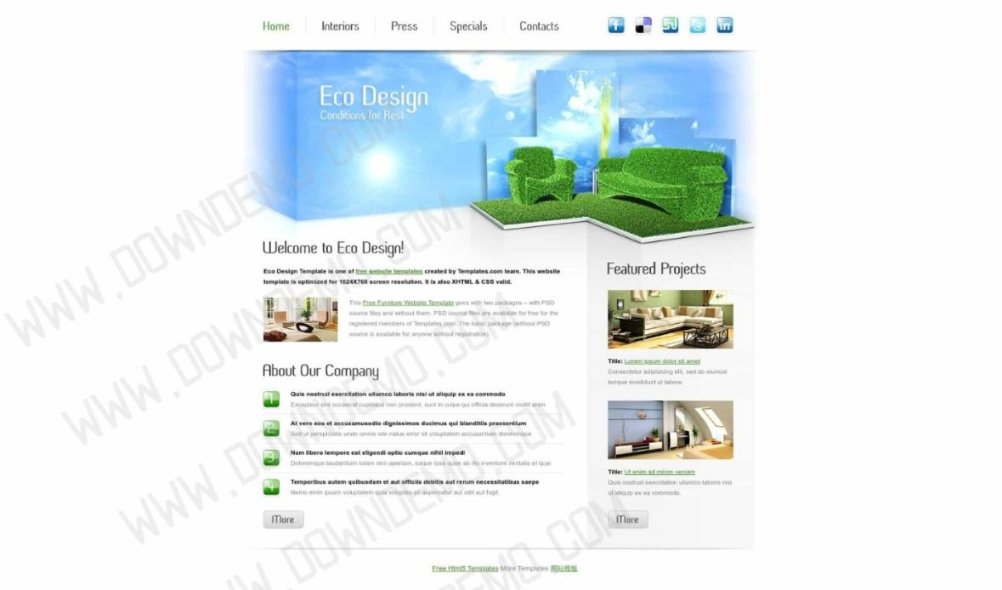 Home Interiors Press Specials Contacts
Eco Design
Conditions for Rest
Welcome to Eco Design!
Eco Design Template is one of free website templates created by Templates.com team. This website
template is optimized for 1024X768 screen resolution. It is also XHTML & CSS valid.
This Free Furniture Website Template goes with two packages – with PSD
source files and without them. PSD source files are available for free for the
registered members of Templates.com. The basic package (without PSD
source is available for anyone without registration).
About Our Company
1
Quis nostrud exercitation ullamco laboris nisi ut aliquip ex ea commodo
Excepteur sint occaecat cupidatat non proident, sunt in culpa qui officia deserunt mollit anim
2
At vero eos et accusamusodio dignissimos ducimus qui blanditiis praesentium
Sed ut perspiciatis unde omnis iste natus error sit voluptatem accusantium doloremque
3
Nam libero tempore est eligendi optio cumque nihil impedi
Doloremque laudantium totam rem aperiam, eaque ipsa quae ab illo inventore veritatis et quai
4
Temporibus autem quibusdam et aut officiis debitis aut rerum necessitatibus saepe
Nemo enim ipsam voluptatem quia voluptas sit aspernatur aut odit aut fugit
More
Featured Projects
Title: Lorem ipsum dolor sit amet
Consectetur adipisicing elit, sed do eiusmod
tempor incididunt ut labore.
Title: Ut enim ad minim veniam
Quis nostrud exercitation ullamco laboris nisi
ut aliquip ex ea commodo.
More
Free Html5 Templates More Templates 网站模板
WWW.DOWNDEMO.COM
WWW.DOWNDEMO.COM
WWW.DOWNDEMO.COM
WWW.DOWNDEMO.COM
WWW.DOWNDEMO.COM